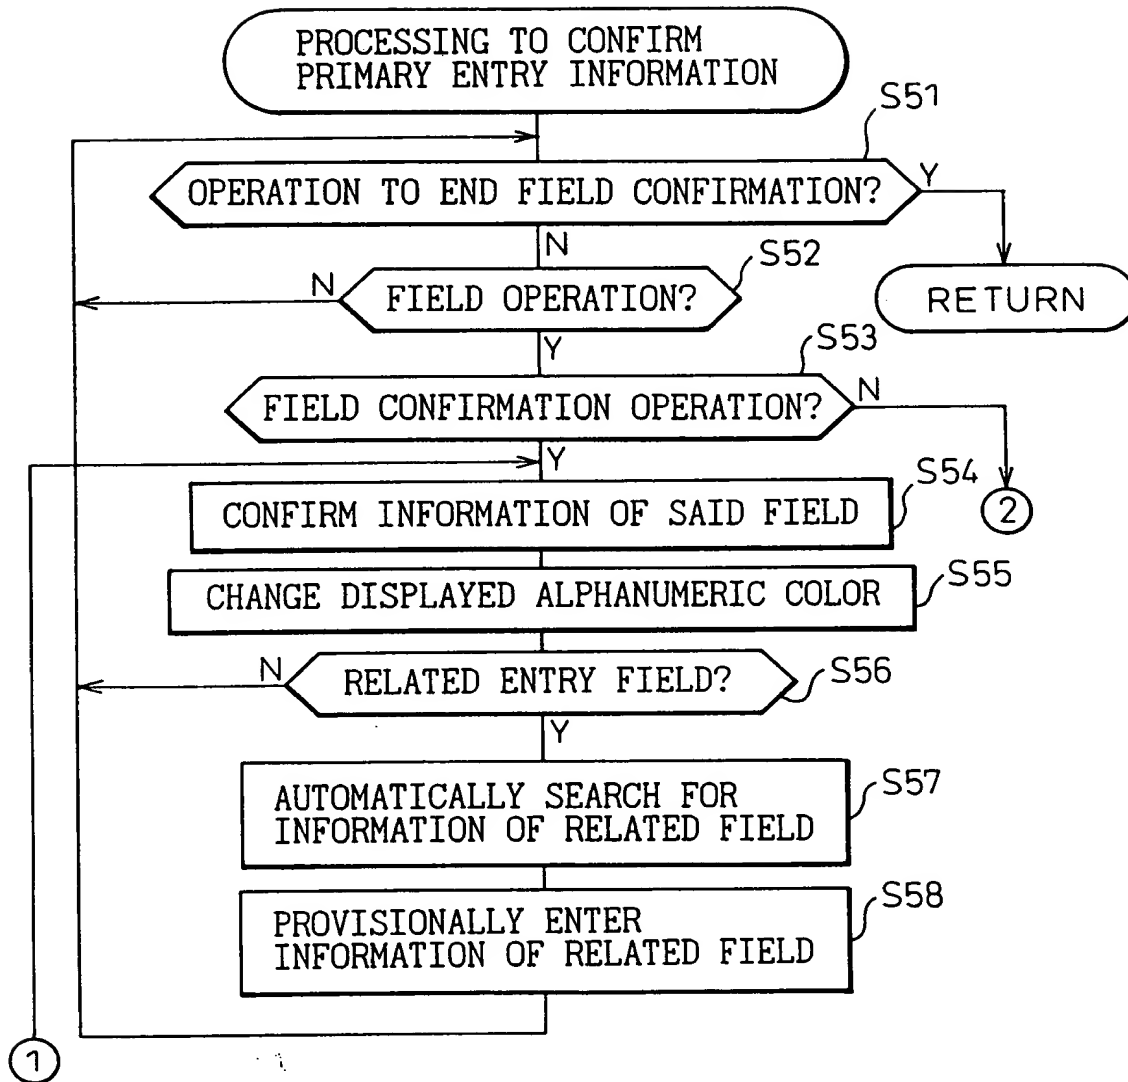 PROCESSING TO CONFIRM
PRIMARY ENTRY INFORMATION
S51
OPERATION TO END FIELD CONFIRMATION?
Y
N
S52
N
FIELD OPERATION?
RETURN
Y
S53
FIELD CONFIRMATION OPERATION?
N
Y
S54
CONFIRM INFORMATION OF SAID FIELD
2
S55
CHANGE DISPLAYED ALPHANUMERIC COLOR
N
RELATED ENTRY FIELD?
S56
Y
S57
AUTOMATICALLY SEARCH FOR
INFORMATION OF RELATED FIELD
S58
PROVISIONALLY ENTER
INFORMATION OF RELATED FIELD
1